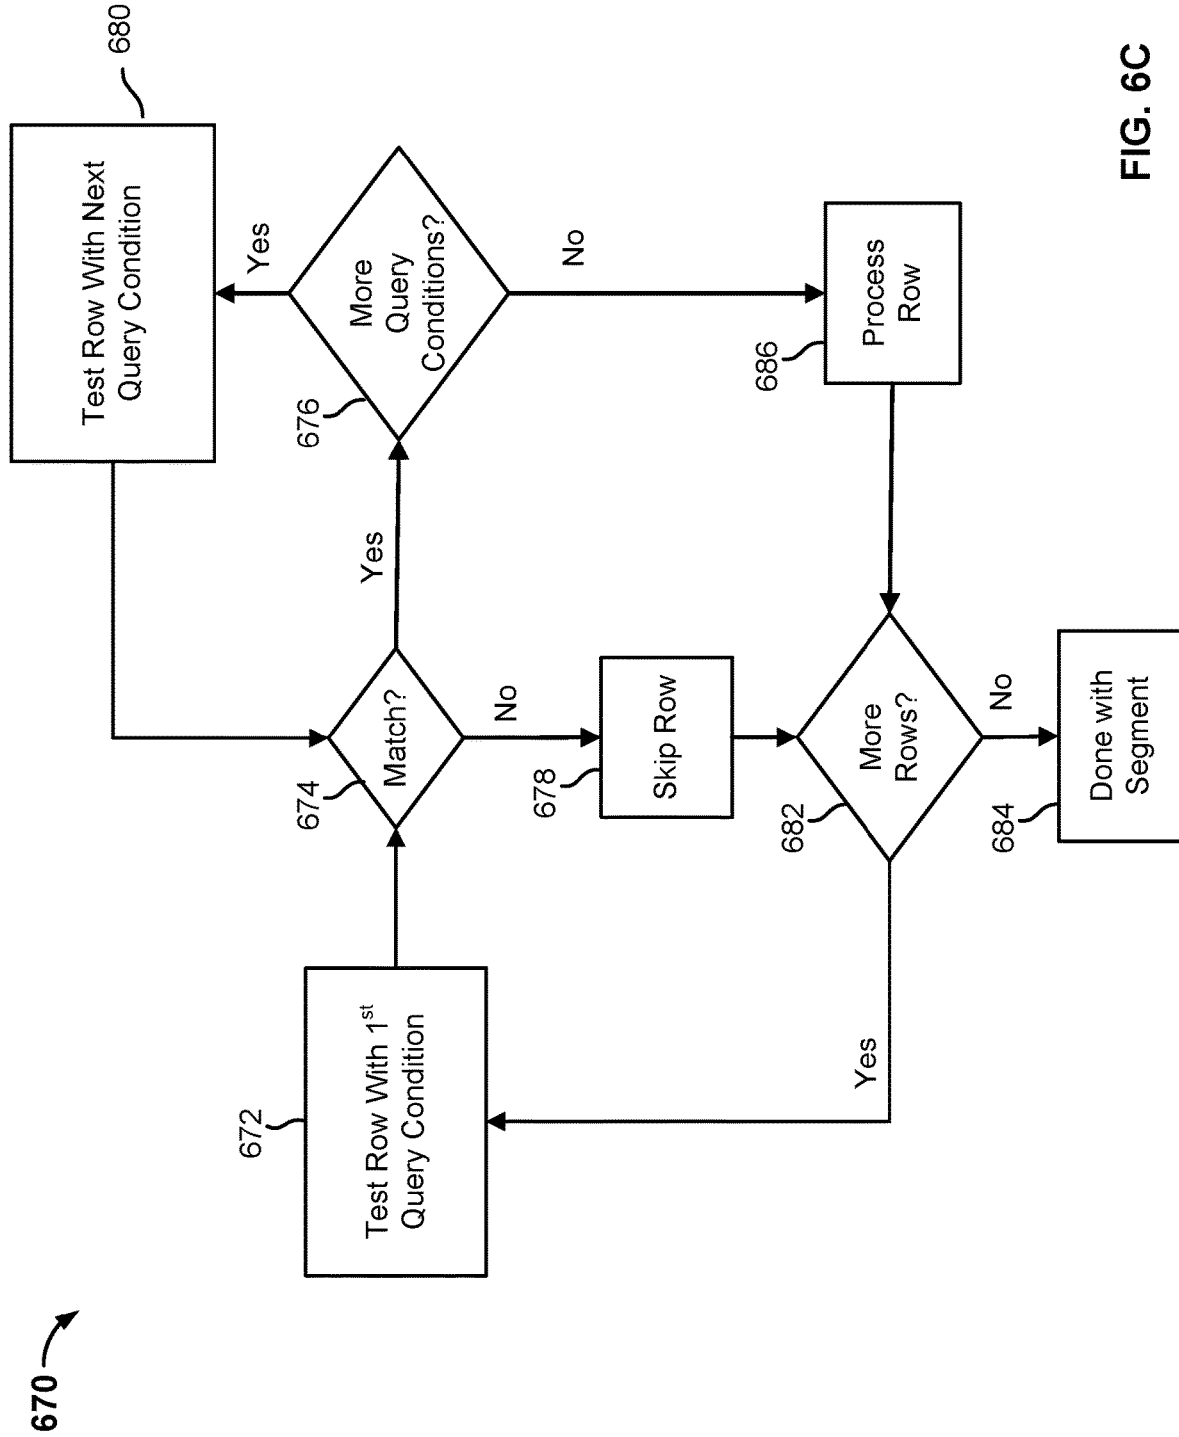 670
672
Test Row With 1st
Query Condition
674
Match?
Yes
No
676
More
Query
Conditions?
Yes
No
680
Test Row With Next
Query Condition
678
Skip Row
686
Process
Row
682
More
Rows?
Yes
No
684
Done with
Segment
FIG. 6C